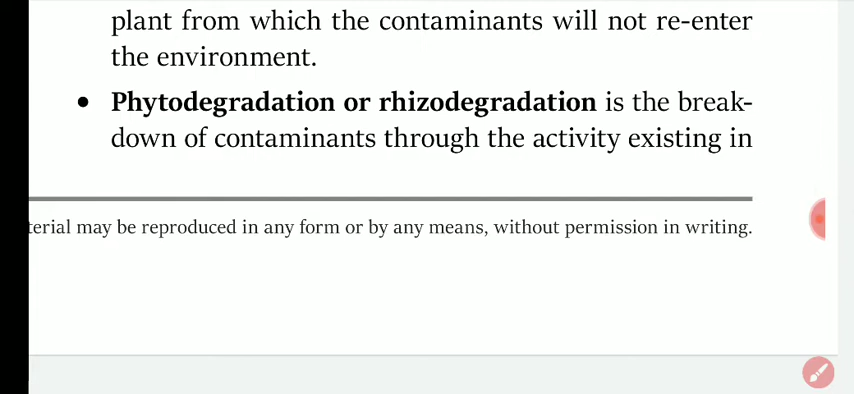 plant from which the contaminants will not re-enter
the environment.
• Phytodegradation or rhizodegradation is the break-
down of contaminants through the activity existing in
terial may be reproduced in any form or by any means, without permission in writing.